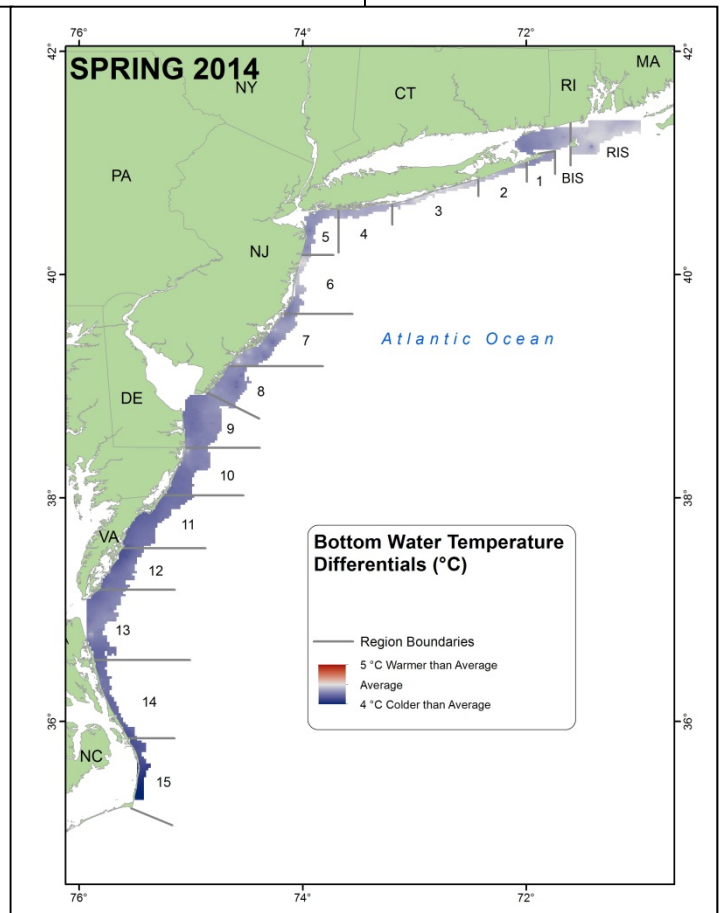 76° 74° 72°
42° 42°
SPRING 2014
NY
CT
RI
MA
PA
RIS
BIS
1
2
3
4
5
NJ
40° 40°
6
7
Atlantic Ocean
8
DE
9
10
38° 38°
11
VA
12
13
14
36° 36°
NC
15
Bottom Water Temperature
Differentials (°C)
Region Boundaries
5 °C Warmer than Average
Average
4 °C Colder than Average
76° 74° 72°